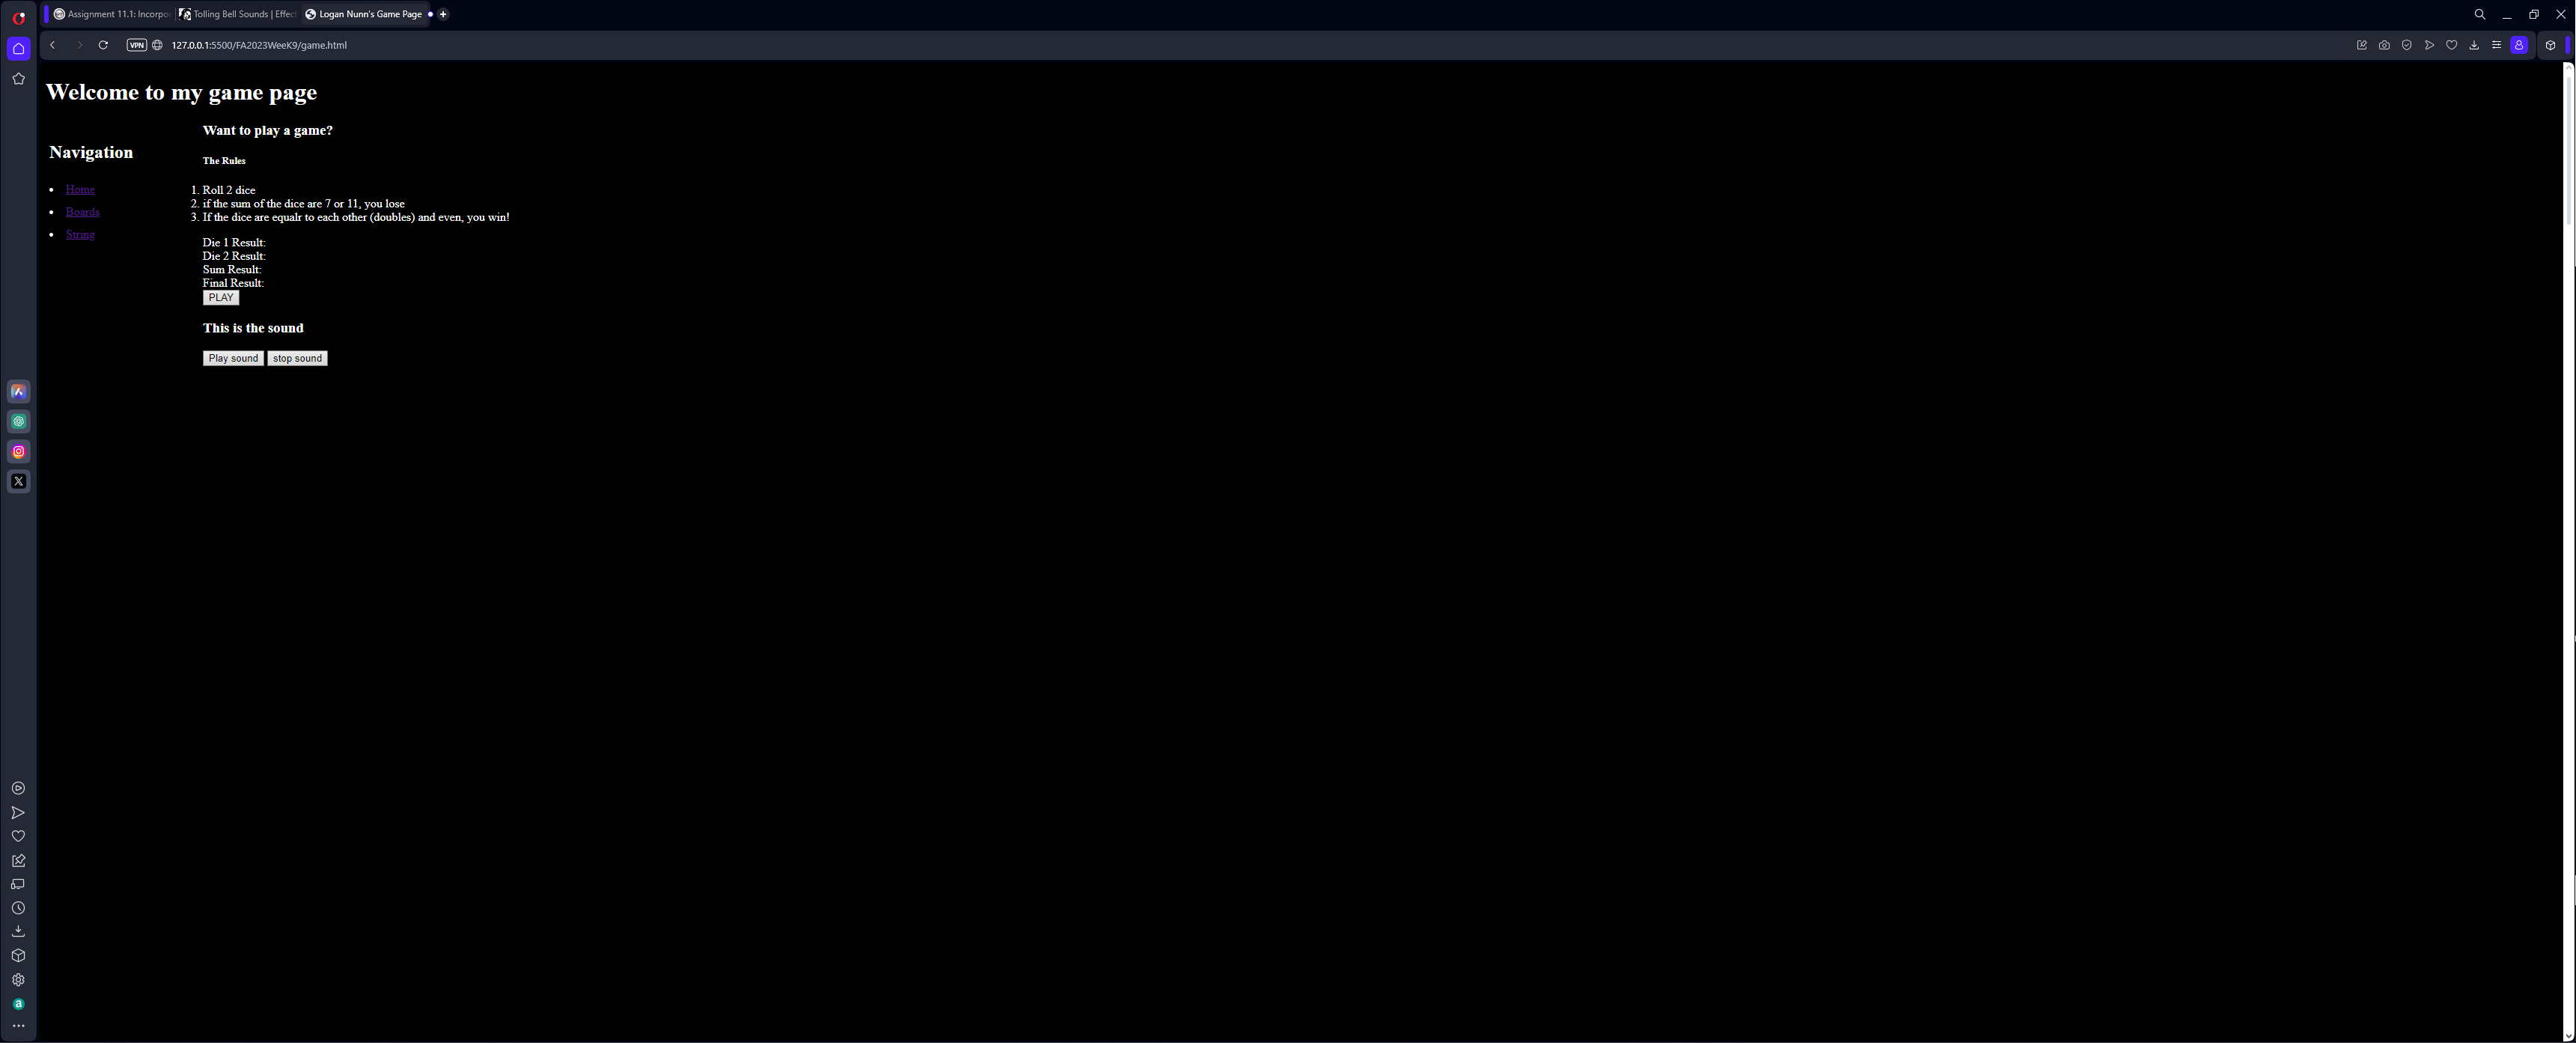 Assignment 11.1: Incorpo
Tolling Bell Sounds | Effec
Logan Nunn's Game Page
VPN
127.0.0.1:5500/FA2023WeeK9/game.html
Welcome to my game page
Navigation
Home
Boards
String
Want to play a game?
The Rules
1. Roll 2 dice
2. if the sum of the dice are 7 or 11, you lose
3. If the dice are equalr to each other (doubles) and even, you win!
Die 1 Result:
Die 2 Result:
Sum Result:
Final Result:
PLAY
This is the sound
Play sound stop sound